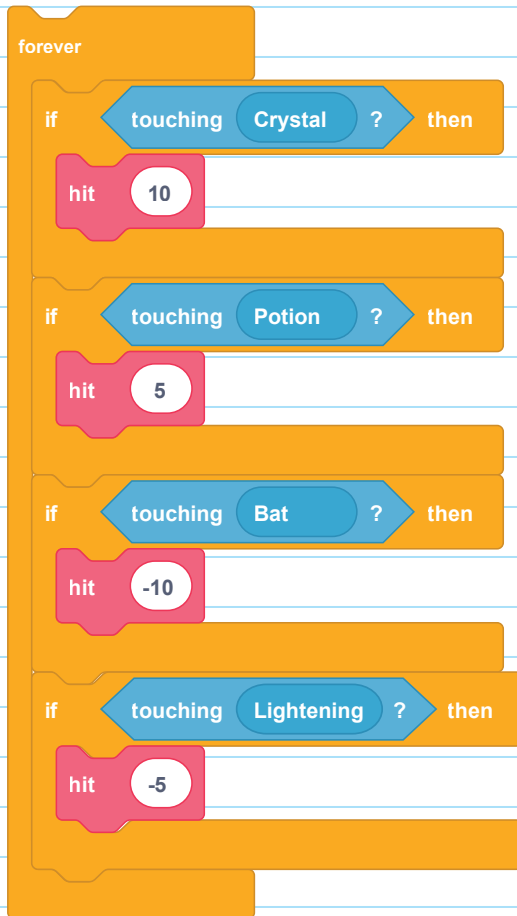 forever
if touching Crystal ? then
hit 10
if touching Potion ? then
hit 5
if touching Bat ? then
hit -10
if touching Lightening ? then
hit -5